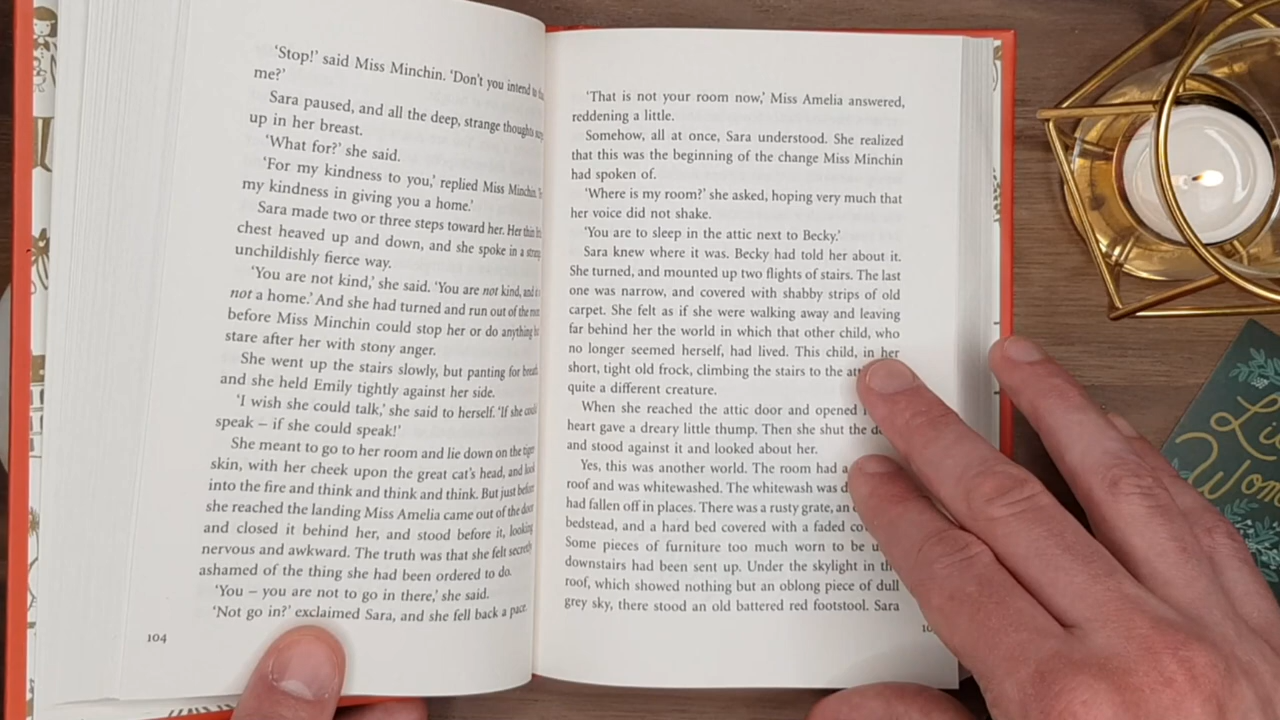 'Stop!' said Miss Minchin. 'Don't you intend to
me?'
Sara paused, and all the deep, strange thoughts
up in her breast.
'What for?' she said.
'For my kindness to you,' replied Miss Minchin.
my kindness in giving you a home.'
Sara made two or three steps toward her. Her thin
chest heaved up and down, and she spoke in a
unchildishly fierce way.
'You are not kind,' she said. 'You are not kind, and
not a home.' And she had turned and run out of the
before Miss Minchin could stop her or do anything
stare after her with stony anger.
She went up the stairs slowly, but panting for breath
and she held Emily tightly against her side.
'I wish she could talk,' she said to herself. 'If she could
speak – if she could speak!'
She meant to go to her room and lie down on the
skin, with her cheek upon the great cat's head, and look
into the fire and think and think and think. But just before
she reached the landing Miss Amelia came out of the door
and closed it behind her, and stood before it, looking
nervous and awkward. The truth was that she felt secretly
ashamed of the thing she had been ordered to do.
'You – you are not to go in there,' she said.
'Not go in?' exclaimed Sara, and she fell back a pace.
104
'That is not your room now,' Miss Amelia answered,
reddening a little.
Somehow, all at once, Sara understood. She realized
that this was the beginning of the change Miss Minchin
had spoken of.
'Where is my room?' she asked, hoping very much that
her voice did not shake.
'You are to sleep in the attic next to Becky.'
Sara knew where it was. Becky had told her about it.
She turned, and mounted up two flights of stairs. The last
one was narrow, and covered with shabby strips of old
carpet. She felt as if she were walking away and leaving
far behind her the world in which that other child, who
no longer seemed herself, had lived. This child, in her
short, tight old frock, climbing the stairs to the
quite a different creature.
When she reached the attic door and opened
heart gave a dreary little thump. Then she shut the
and stood against it and looked about her.
Yes, this was another world. The room had a
roof and was whitewashed. The whitewash was
had fallen off in places. There was a rusty grate, an
bedstead, and a hard bed covered with a faded
Some pieces of furniture too much worn to be
downstairs had been sent up. Under the skylight in the
roof, which showed nothing but an oblong piece of dull
grey sky, there stood an old battered red footstool. Sara